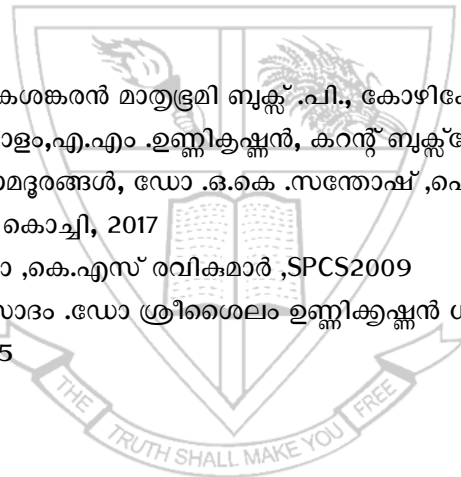 കശങ്കരൻ മാതൃഭൂമി ബുക്സ് .പി., കോഴിക്
ാളം,എ.എം .ഉണ്ണികൃഷ്ണൻ, കറന്റ് ബുക്സ്
ാമദൂരങ്ങൾ, ഡോ .ഒ.കെ .സന്തോഷ് ,പെ
കൊച്ചി, 2017
ാ ,കെ.എസ് രവികുമാർ ,SPCS2009
ാദം .ഡോ ശ്രീശൈലം ഉണ്ണിക്കൃഷ്ണൻ
5
THE TRUTH SHALL MAKE YOU FREE